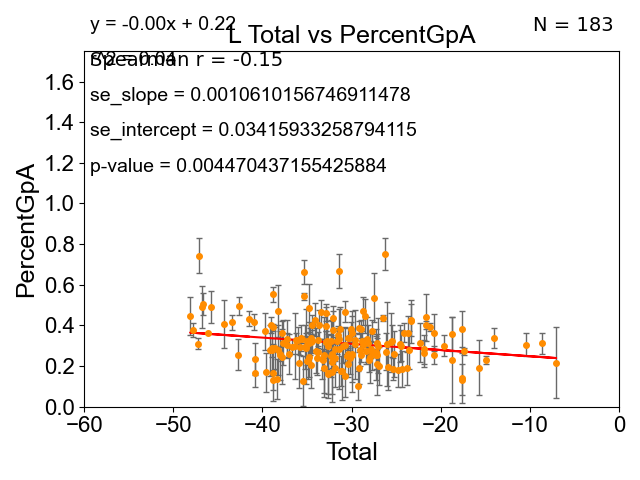 y = -0.00x + 0.22
L Total vs PercentGpA
N = 183
Spearman r = -0.15
se_slope = 0.0010610156746911478
se_intercept = 0.03415933258794115
p-value = 0.004470437155425884
PercentGpA
1.6
1.4
1.2
1.0
0.8
0.6
0.4
0.2
0.0
−60
−50
−40
−30
−20
−10
0
Total